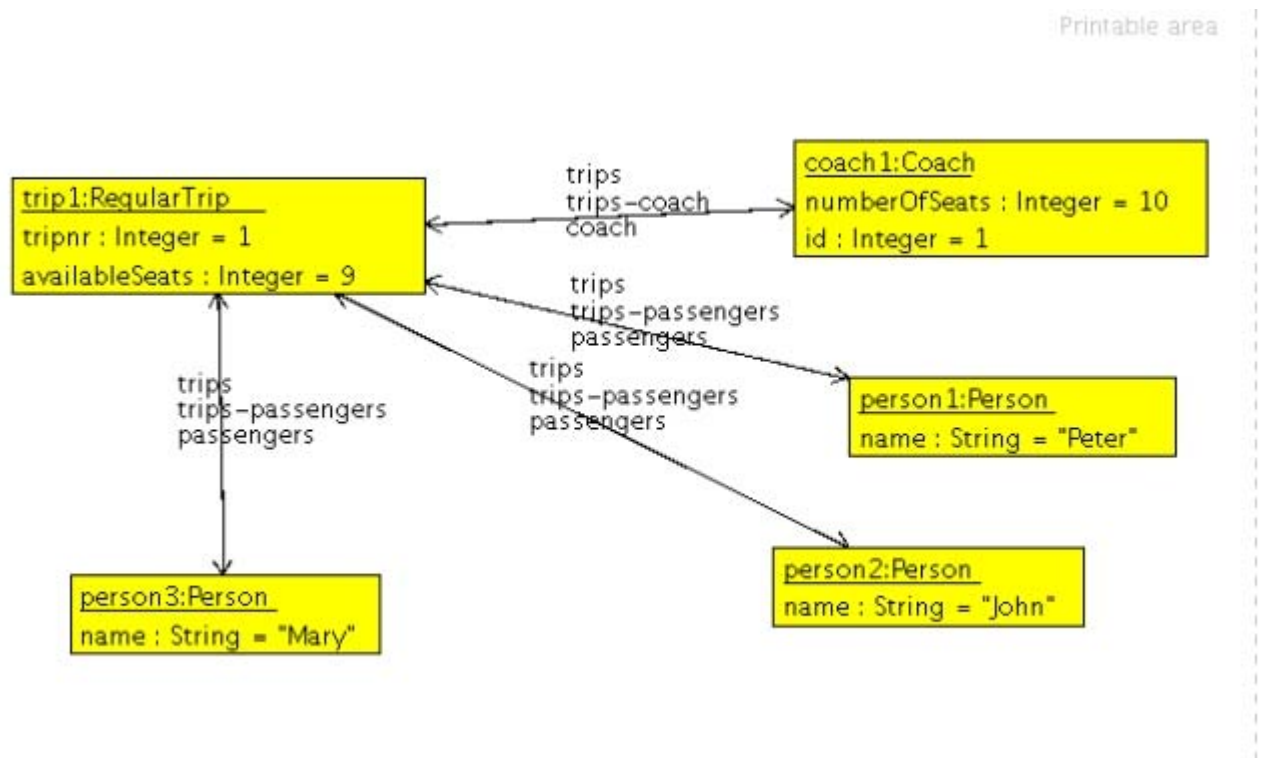 Printable area
trip1:RegularTrip
tripnr : Integer = 1
availableSeats : Integer = 9
trips
trips-coach
coach
coach1:Coach
numberOfSeats : Integer = 10
id : Integer = 1
trips
trips-passengers
passengers
trips
trips-passengers
passengers
trips
trips-passengers
passengers
person1:Person
name : String = "Peter"
person2:Person
name : String = "John"
person3:Person
name : String = "Mary"